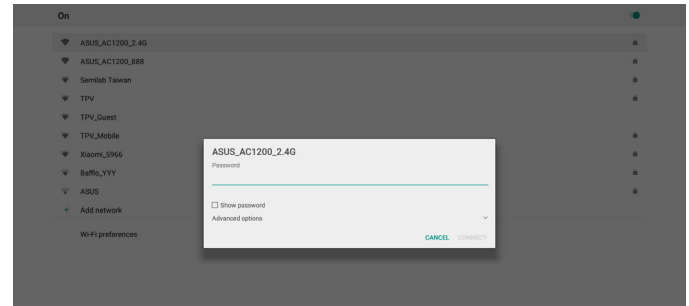 On
ASUS_AC1200_2.4G
ASUS_AC1200_888
Semilab Taiwan
TPV
TPV_Guest
TPV_Mobile
Xiaomi_5966
Bafflo_YYY
ASUS
+ Add network
Wi-Fi preferences
ASUS_AC1200_2.4G
Password
Show password
Advanced options
CANCEL CONNECT